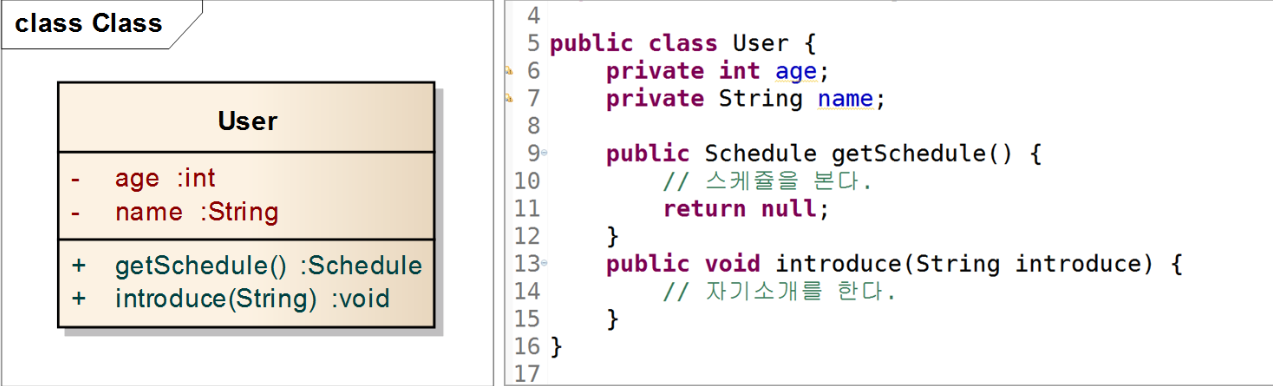 class Class
User
- age :int
- name :String
+ getSchedule() :Schedule
+ introduce(String) :void
4
5 public class User {
6 private int age;
7 private String name;
8
9 public Schedule getSchedule() {
10 // 스케쥴을 본다.
11 return null;
12 }
13 public void introduce(String introduce) {
14 // 자기소개를 한다.
15 }
16 }
17